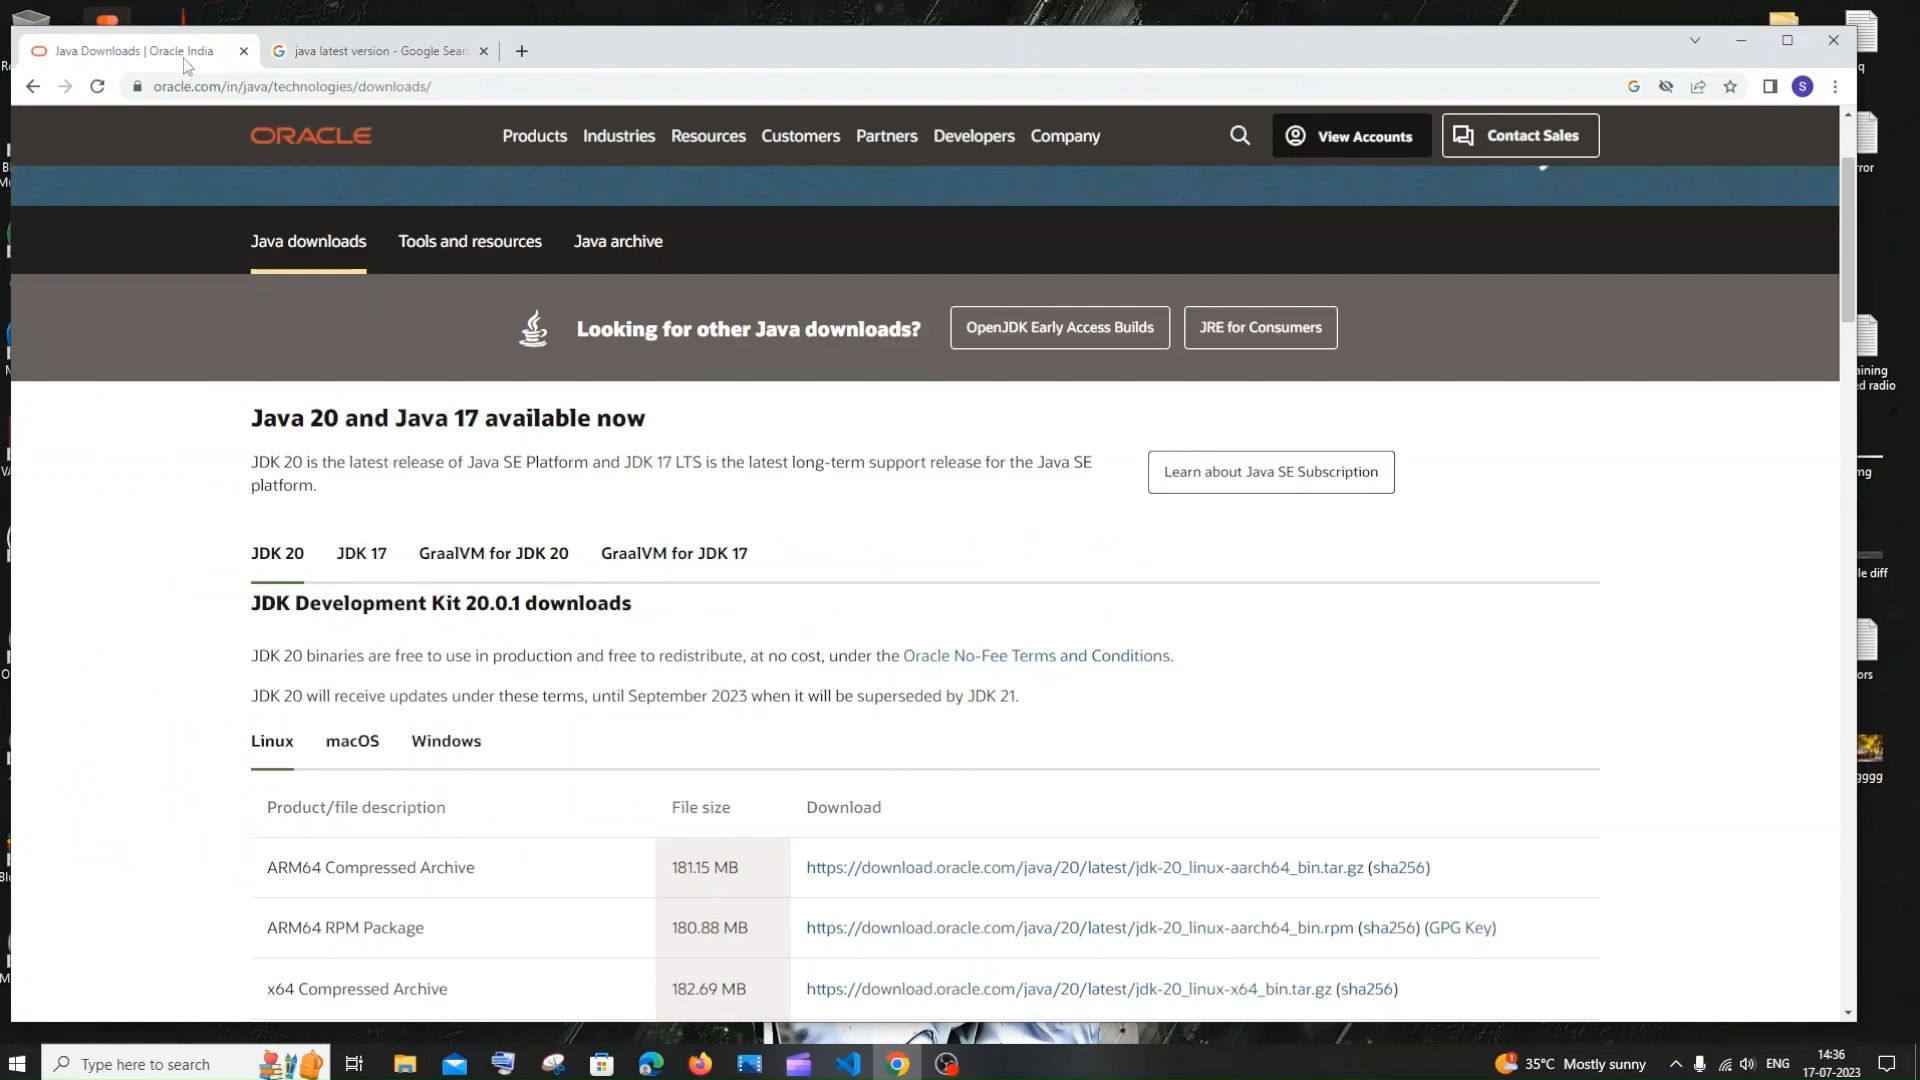 Java Downloads | Oracle India
java latest version - Google Sear
oracle.com/in/java/technologies/downloads/
G
S
ORACLE
Products
Industries
Resources
Customers
Partners
Developers
Company
View Accounts
Contact Sales
Java downloads
Tools and resources
Java archive
Looking for other Java downloads?
OpenJDK Early Access Builds
JRE for Consumers
Java 20 and Java 17 available now
JDK 20 is the latest release of Java SE Platform and JDK 17 LTS is the latest long-term support release for the Java SE
platform.
Learn about Java SE Subscription
JDK 20
JDK 17
GraalVM for JDK 20
GraalVM for JDK 17
JDK Development Kit 20.0.1 downloads
JDK 20 binaries are free to use in production and free to redistribute, at no cost, under the Oracle No-Fee Terms and Conditions.
JDK 20 will receive updates under these terms, until September 2023 when it will be superseded by JDK 21.
Linux
macOS
Windows
Product/file description
File size
Download
ARM64 Compressed Archive
181.15 MB
https://download.oracle.com/java/20/latest/jdk-20_linux-aarch64_bin.tar.gz (sha256)
ARM64 RPM Package
180.88 MB
https://download.oracle.com/java/20/latest/jdk-20_linux-aarch64_bin.rpm (sha256) (GPG Key)
x64 Compressed Archive
182.69 MB
https://download.oracle.com/java/20/latest/jdk-20_linux-x64_bin.tar.gz (sha256)
q
rror
aining
ed radio
mg
le diff
ors
gggg
Type here to search
35°C Mostly sunny
ENG
14:36
17-07-2023